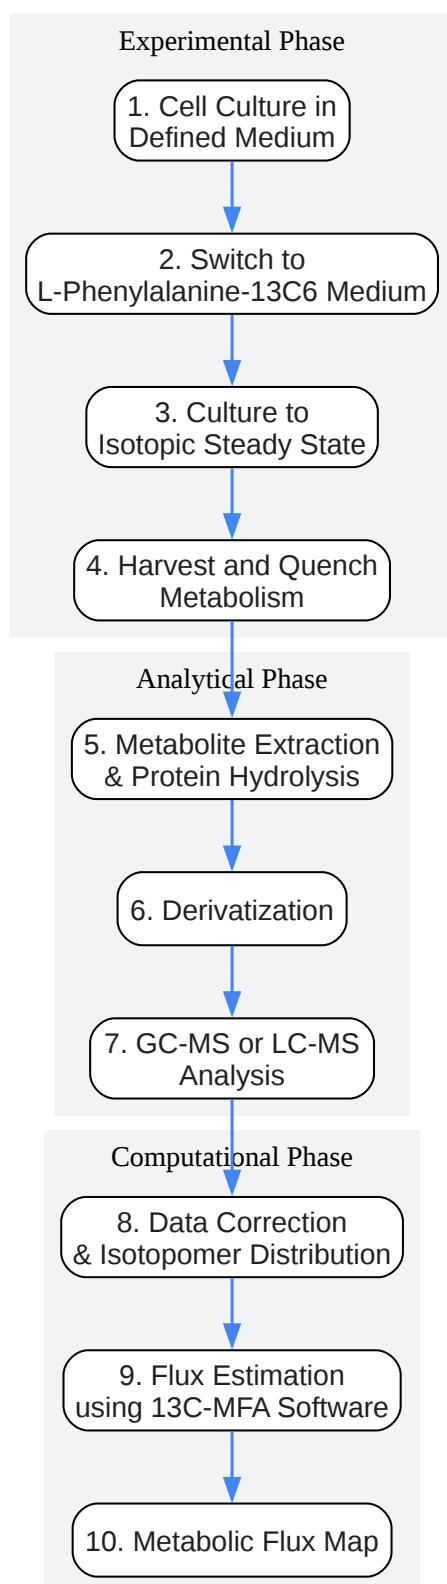 Experimental Phase
1. Cell Culture in
Defined Medium
2. Switch to
L-Phenylalanine-13C6 Medium
3. Culture to
Isotopic Steady State
4. Harvest and Quench
Metabolism
Analytical Phase
5. Metabolite Extraction
& Protein Hydrolysis
6. Derivatization
7. GC-MS or LC-MS
Analysis
Computational Phase
8. Data Correction
& Isotopomer Distribution
9. Flux Estimation
using 13C-MFA Software
10. Metabolic Flux Map